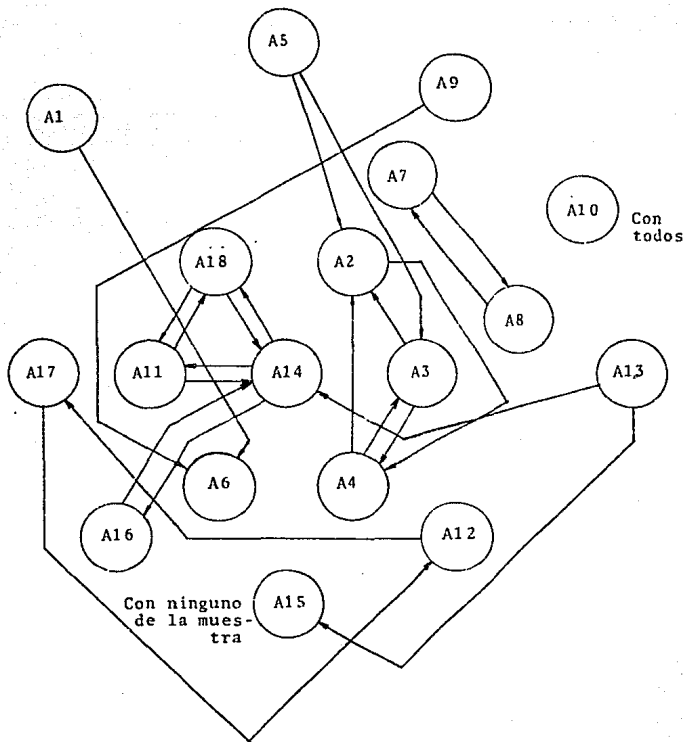 A5
A9
A1
A7
A10
Con
todos
A18
A2
A8
A17
A11
A14
A3
A13
A6
A4
A16
A12
Con ninguno
de la mues-
tra
A15